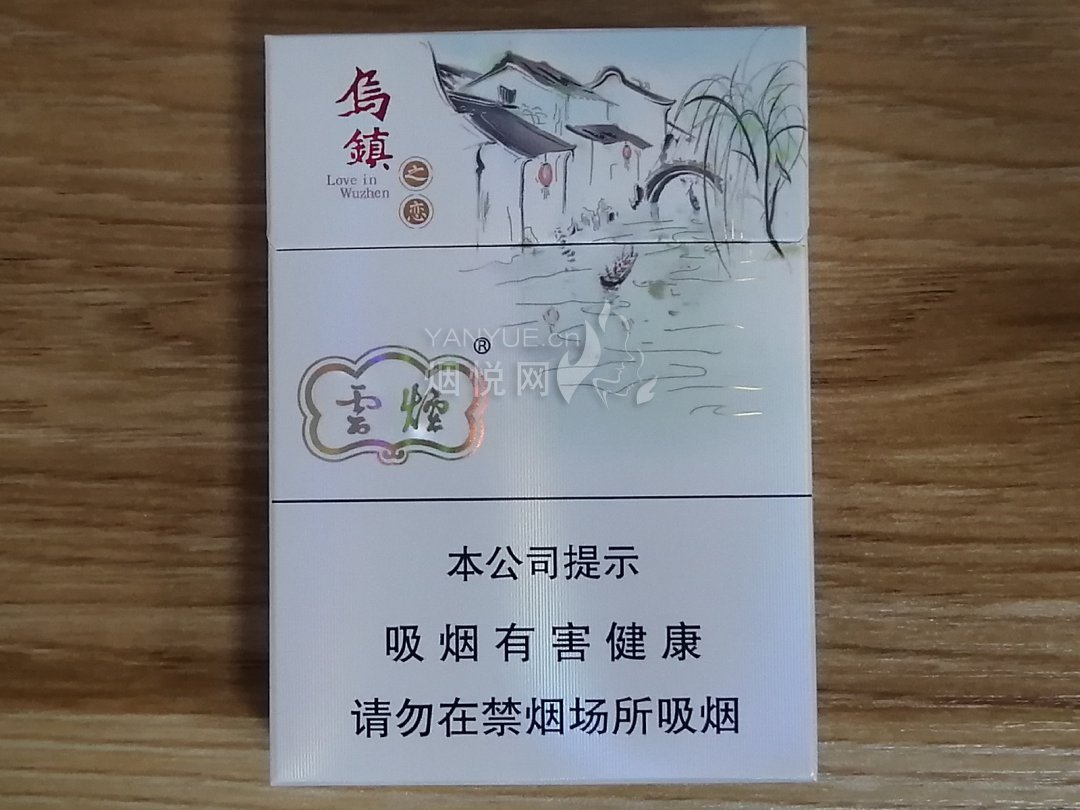 烏
鎮
之
恋
Love in
Wuzhen
YANYUE.cn
烟悦网
®
雲煙
本公司提示
吸烟有害健康
请勿在禁烟场所吸烟